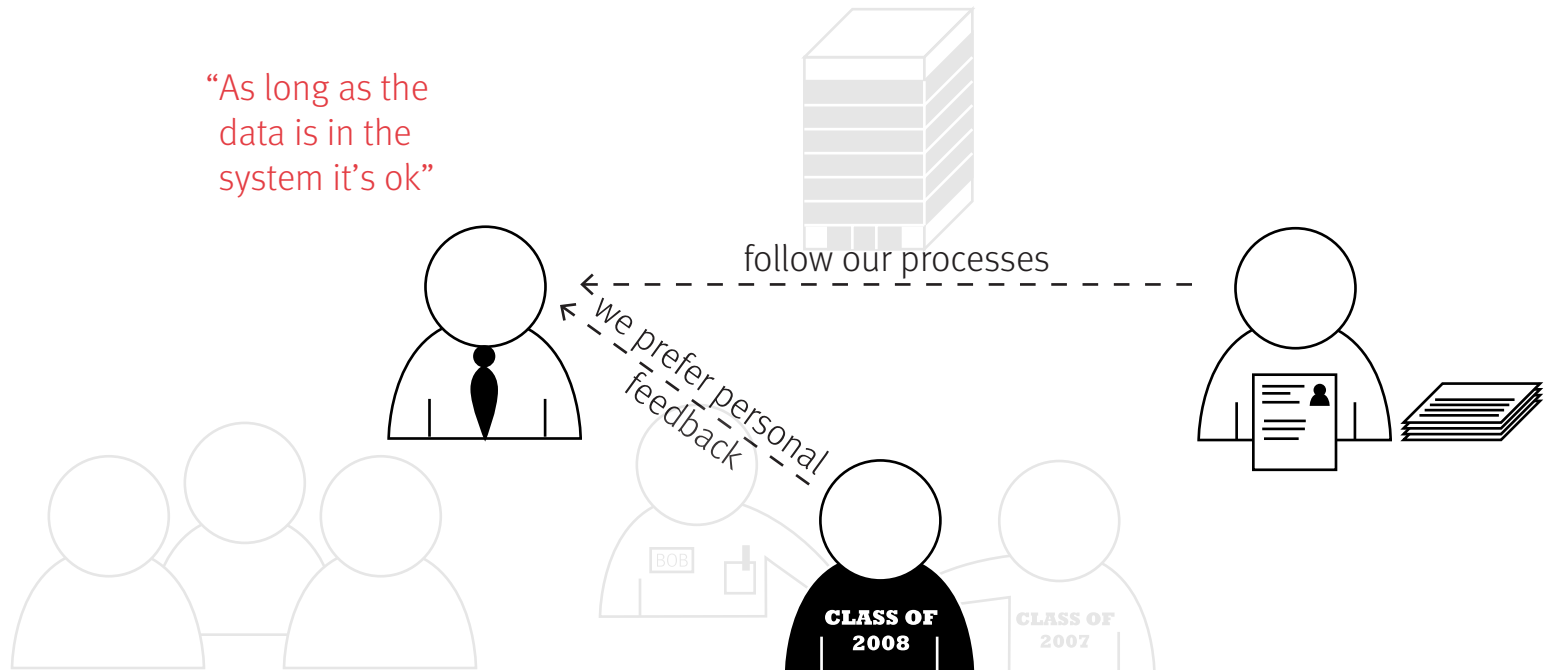 “As long as the
data is in the
system it’s ok”
follow our processes
we prefer personal
feedback
BOB
CLASS OF
2008
CLASS OF
2007